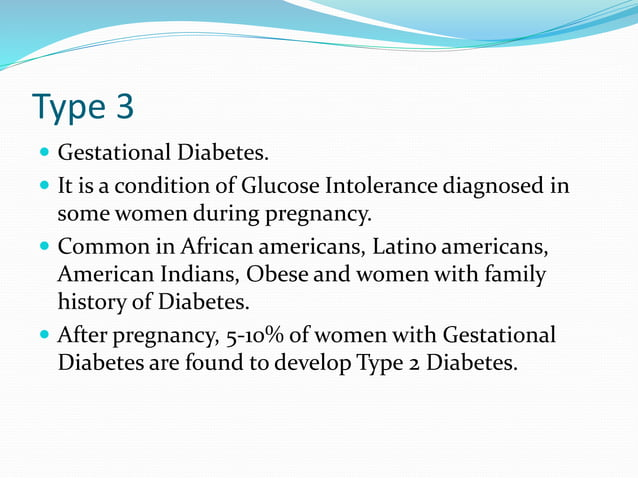 Type 3
Gestational Diabetes.
It is a condition of Glucose Intolerance diagnosed in
some women during pregnancy.
Common in African americans, Latino americans,
American Indians, Obese and women with family
history of Diabetes.
After pregnancy, 5-10% of women with Gestational
Diabetes are found to develop Type 2 Diabetes.